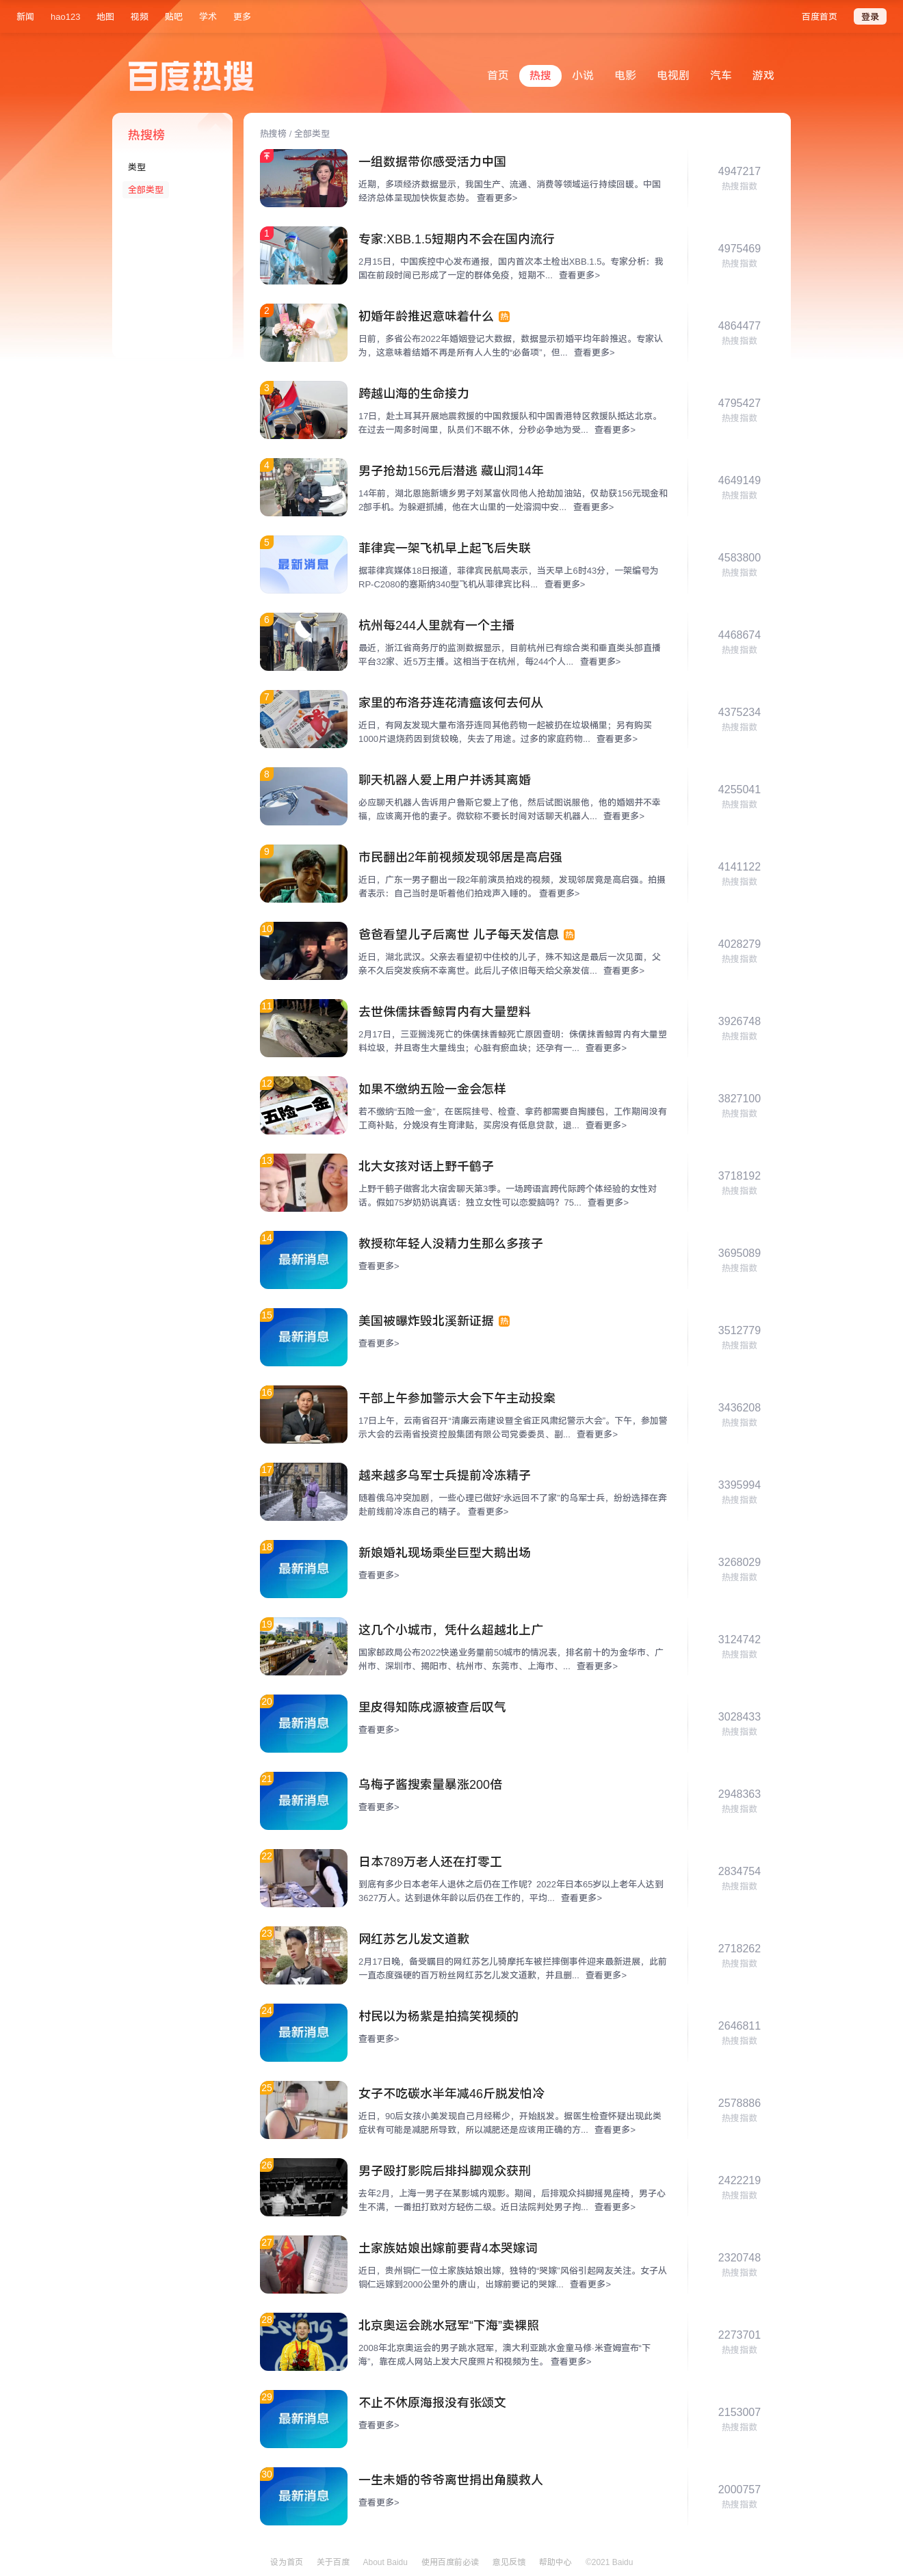 新闻 hao123 地图 视频 贴吧 学术 更多 百度首页 登录
百度热搜
首页 热搜 小说 电影 电视剧 汽车 游戏
热搜榜
类型
全部类型
热搜榜 / 全部类型
一组数据带你感受活力中国
近期，多项经济数据显示，我国生产、流通、消费等领域运行持续回暖。中国
经济总体呈现加快恢复态势。 查看更多>
4947217
热搜指数
1
专家:XBB.1.5短期内不会在国内流行
2月15日，中国疾控中心发布通报，国内首次本土检出XBB.1.5。专家分析：我
国在前段时间已形成了一定的群体免疫，短期不... 查看更多>
4975469
热搜指数
2
初婚年龄推迟意味着什么 热
日前，多省公布2022年婚姻登记大数据，数据显示初婚平均年龄推迟。专家认
为，这意味着结婚不再是所有人人生的“必备项”，但... 查看更多>
4864477
热搜指数
3
跨越山海的生命接力
17日，赴土耳其开展地震救援的中国救援队和中国香港特区救援队抵达北京。
在过去一周多时间里，队员们不眠不休，分秒必争地为受... 查看更多>
4795427
热搜指数
4
男子抢劫156元后潜逃 藏山洞14年
14年前，湖北恩施新塘乡男子刘某富伙同他人抢劫加油站，仅劫获156元现金和
2部手机。为躲避抓捕，他在大山里的一处溶洞中安... 查看更多>
4649149
热搜指数
5
最新消息
菲律宾一架飞机早上起飞后失联
据菲律宾媒体18日报道，菲律宾民航局表示，当天早上6时43分，一架编号为
RP-C2080的塞斯纳340型飞机从菲律宾比科... 查看更多>
4583800
热搜指数
6
杭州每244人里就有一个主播
最近，浙江省商务厅的监测数据显示，目前杭州已有综合类和垂直类头部直播
平台32家、近5万主播。这相当于在杭州，每244个人... 查看更多>
4468674
热搜指数
7
家里的布洛芬连花清瘟该何去何从
近日，有网友发现大量布洛芬连同其他药物一起被扔在垃圾桶里；另有购买
1000片退烧药因到货较晚，失去了用途。过多的家庭药物... 查看更多>
4375234
热搜指数
8
聊天机器人爱上用户并诱其离婚
必应聊天机器人告诉用户鲁斯它爱上了他，然后试图说服他，他的婚姻并不幸
福，应该离开他的妻子。微软称不要长时间对话聊天机器人... 查看更多>
4255041
热搜指数
9
市民翻出2年前视频发现邻居是高启强
近日，广东一男子翻出一段2年前演员拍戏的视频，发现邻居竟是高启强。拍摄
者表示：自己当时是听着他们拍戏声入睡的。 查看更多>
4141122
热搜指数
10
爸爸看望儿子后离世 儿子每天发信息 热
近日，湖北武汉。父亲去看望初中住校的儿子，殊不知这是最后一次见面，父
亲不久后突发疾病不幸离世。此后儿子依旧每天给父亲发信... 查看更多>
4028279
热搜指数
11
去世侏儒抹香鲸胃内有大量塑料
2月17日，三亚搁浅死亡的侏儒抹香鲸死亡原因查明：侏儒抹香鲸胃内有大量塑
料垃圾，并且寄生大量线虫；心脏有瘀血块；还孕有一... 查看更多>
3926748
热搜指数
12
五险一金
如果不缴纳五险一金会怎样
若不缴纳“五险一金”，在医院挂号、检查、拿药都需要自掏腰包，工作期间没有
工商补贴，分娩没有生育津贴，买房没有低息贷款，退... 查看更多>
3827100
热搜指数
13
北大女孩对话上野千鹤子
上野千鹤子做客北大宿舍聊天第3季。一场跨语言跨代际跨个体经验的女性对
话。假如75岁奶奶说真话：独立女性可以恋爱脑吗？75... 查看更多>
3718192
热搜指数
14
最新消息
教授称年轻人没精力生那么多孩子
查看更多>
3695089
热搜指数
15
最新消息
美国被曝炸毁北溪新证据 热
查看更多>
3512779
热搜指数
16
干部上午参加警示大会下午主动投案
17日上午，云南省召开“清廉云南建设暨全省正风肃纪警示大会”。下午，参加警
示大会的云南省投资控股集团有限公司党委委员、副... 查看更多>
3436208
热搜指数
17
越来越多乌军士兵提前冷冻精子
随着俄乌冲突加剧，一些心理已做好“永远回不了家”的乌军士兵，纷纷选择在奔
赴前线前冷冻自己的精子。 查看更多>
3395994
热搜指数
18
最新消息
新娘婚礼现场乘坐巨型大鹅出场
查看更多>
3268029
热搜指数
19
这几个小城市，凭什么超越北上广
国家邮政局公布2022快递业务量前50城市的情况表，排名前十的为金华市、广
州市、深圳市、揭阳市、杭州市、东莞市、上海市、... 查看更多>
3124742
热搜指数
20
最新消息
里皮得知陈戌源被查后叹气
查看更多>
3028433
热搜指数
21
最新消息
乌梅子酱搜索量暴涨200倍
查看更多>
2948363
热搜指数
22
日本789万老人还在打零工
到底有多少日本老年人退休之后仍在工作呢？2022年日本65岁以上老年人达到
3627万人。达到退休年龄以后仍在工作的，平均... 查看更多>
2834754
热搜指数
23
网红苏乞儿发文道歉
2月17日晚，备受瞩目的网红苏乞儿骑摩托车被拦摔倒事件迎来最新进展，此前
一直态度强硬的百万粉丝网红苏乞儿发文道歉，并且删... 查看更多>
2718262
热搜指数
24
最新消息
村民以为杨紫是拍搞笑视频的
查看更多>
2646811
热搜指数
25
女子不吃碳水半年减46斤脱发怕冷
近日，90后女孩小美发现自己月经稀少，开始脱发。据医生检查怀疑出现此类
症状有可能是减肥所导致，所以减肥还是应该用正确的方... 查看更多>
2578886
热搜指数
26
男子殴打影院后排抖脚观众获刑
去年2月，上海一男子在某影城内观影。期间，后排观众抖脚摇晃座椅，男子心
生不满，一番扭打致对方轻伤二级。近日法院判处男子拘... 查看更多>
2422219
热搜指数
27
土家族姑娘出嫁前要背4本哭嫁词
近日，贵州铜仁一位土家族姑娘出嫁，独特的“哭嫁”风俗引起网友关注。女子从
铜仁远嫁到2000公里外的唐山，出嫁前要记的哭嫁... 查看更多>
2320748
热搜指数
28
北京奥运会跳水冠军“下海”卖裸照
2008年北京奥运会的男子跳水冠军，澳大利亚跳水金童马修·米查姆宣布“下
海”，靠在成人网站上发大尺度照片和视频为生。 查看更多>
2273701
热搜指数
29
最新消息
不止不休原海报没有张颂文
查看更多>
2153007
热搜指数
30
最新消息
一生未婚的爷爷离世捐出角膜救人
查看更多>
2000757
热搜指数
设为首页 关于百度 About Baidu 使用百度前必读 意见反馈 帮助中心 ©2021 Baidu